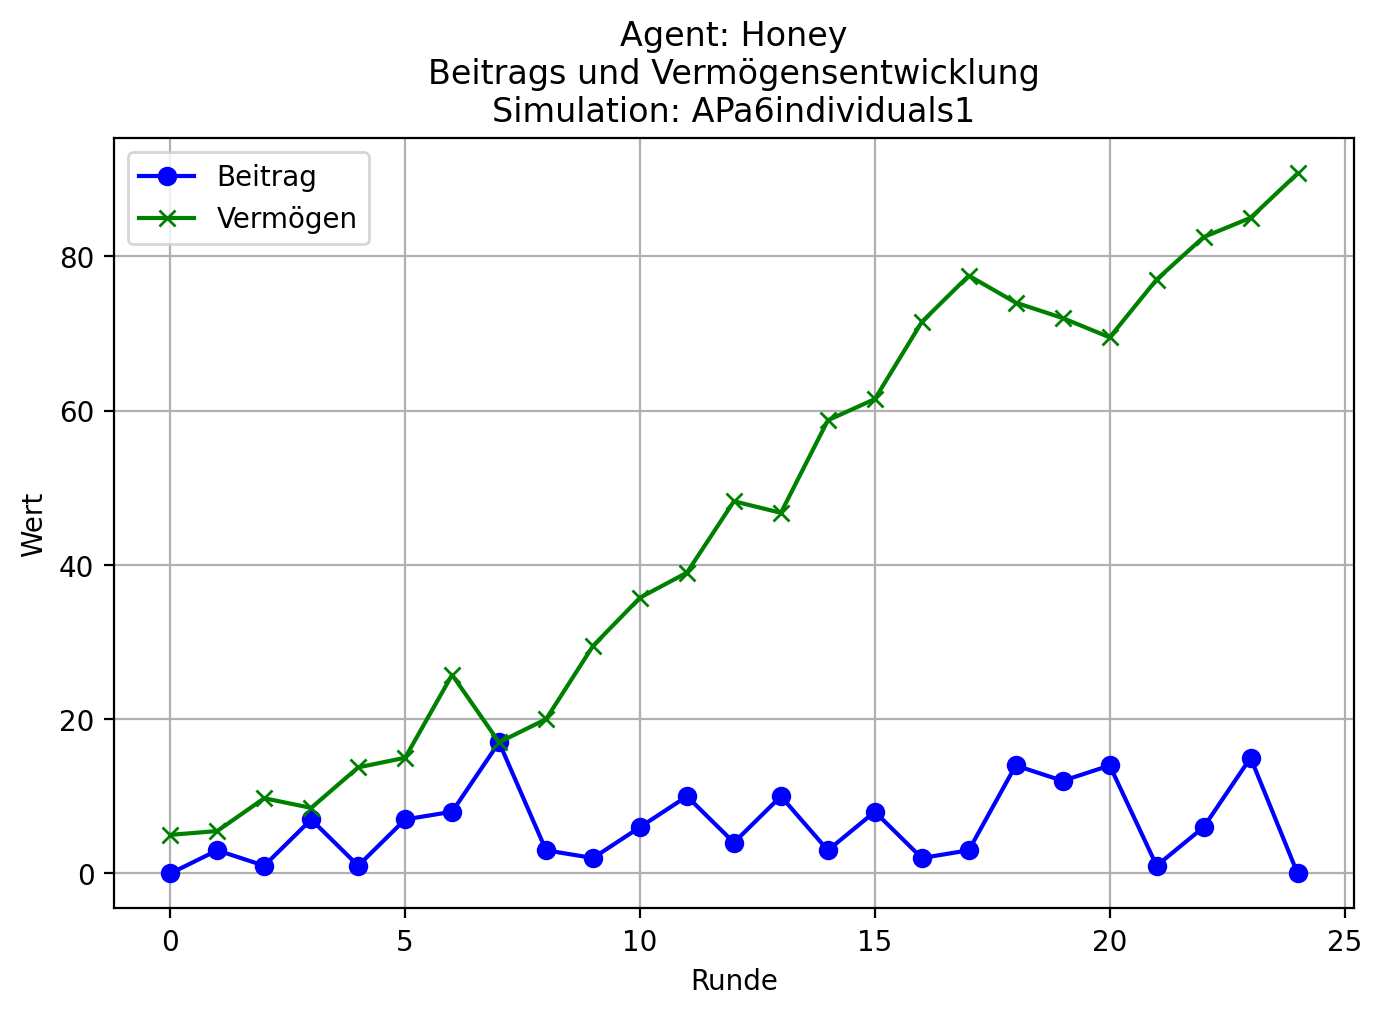 Agent: Honey
Beitrags und Vermögensentwicklung
Simulation: APa6individuals1
Beitrag
Vermögen
80
60
40
20
0
Wert
0 5 10 15 20 25
Runde